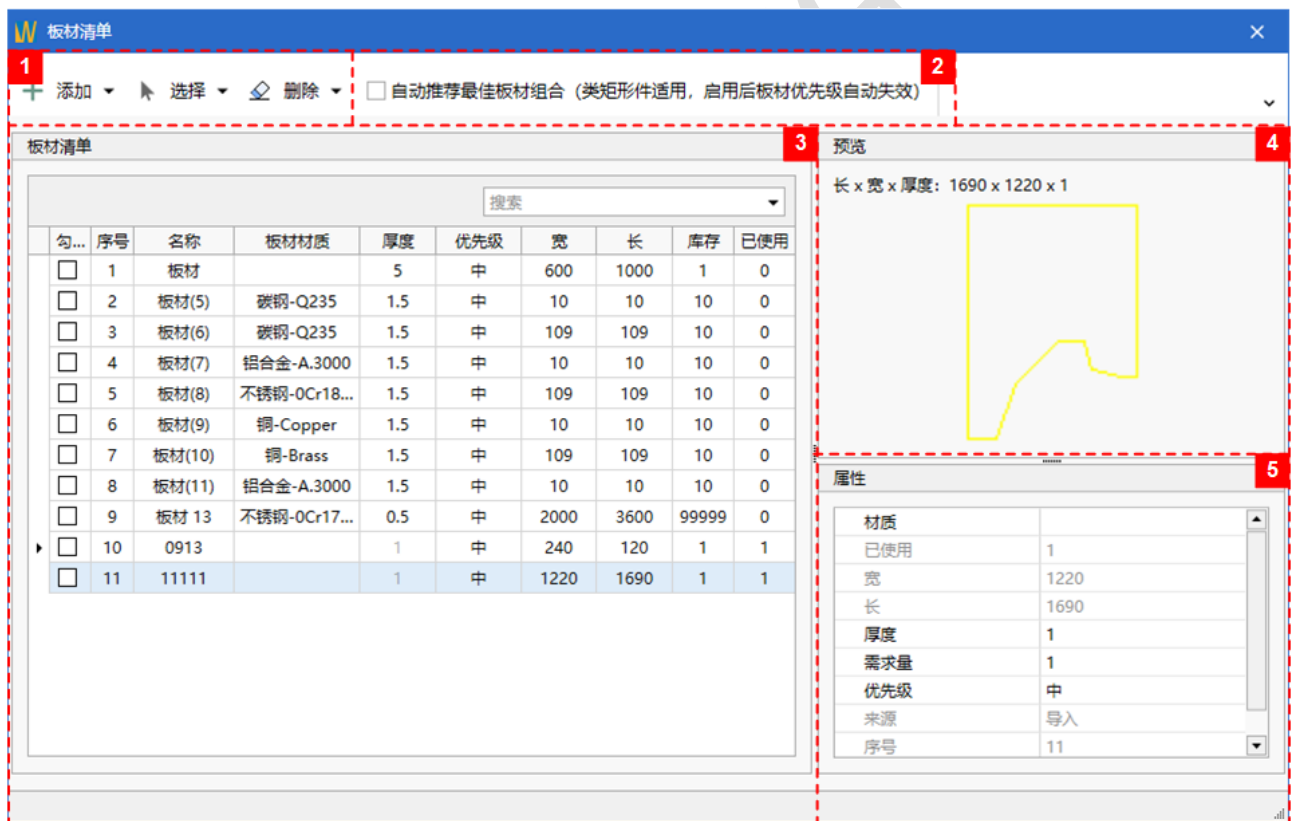 板材清单
1
添加 选择 删除 自动推荐最佳板材组合（类矩形件适用，启用后板材优先级自动失效） 2
板材清单 3
搜索
勾... 序号 名称 板材材质 厚度 优先级 宽 长 库存 已使用
1 板材 5 中 600 1000 1 0
2 板材(5) 碳钢-Q235 1.5 中 10 10 10 0
3 板材(6) 碳钢-Q235 1.5 中 109 109 10 0
4 板材(7) 铝合金-A.3000 1.5 中 10 10 10 0
5 板材(8) 不锈钢-0Cr18... 1.5 中 109 109 10 0
6 板材(9) 铜-Copper 1.5 中 10 10 10 0
7 板材(10) 铜-Brass 1.5 中 109 109 10 0
8 板材(11) 铝合金-A.3000 1.5 中 10 10 10 0
9 板材 13 不锈钢-0Cr17... 0.5 中 2000 3600 99999 0
10 0913 1 中 240 120 1 1
11 11111 1 中 1220 1690 1 1
预览 4
长 x 宽 x 厚度：1690 x 1220 x 1
属性 5
材质
已使用 1
宽 1220
长 1690
厚度 1
需求量 1
优先级 中
来源 导入
序号 11